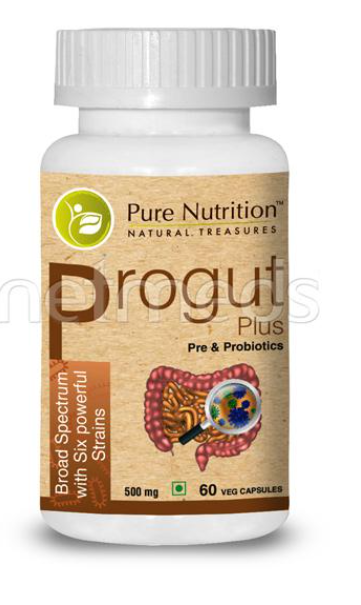 Pure Nutrition™
NATURAL. TREASURES
Progut
netmeds
Plus
Pre & Probiotics
Broad Spectrum
with Six powerful
Strains
500 mg
60 VEG CAPSULES